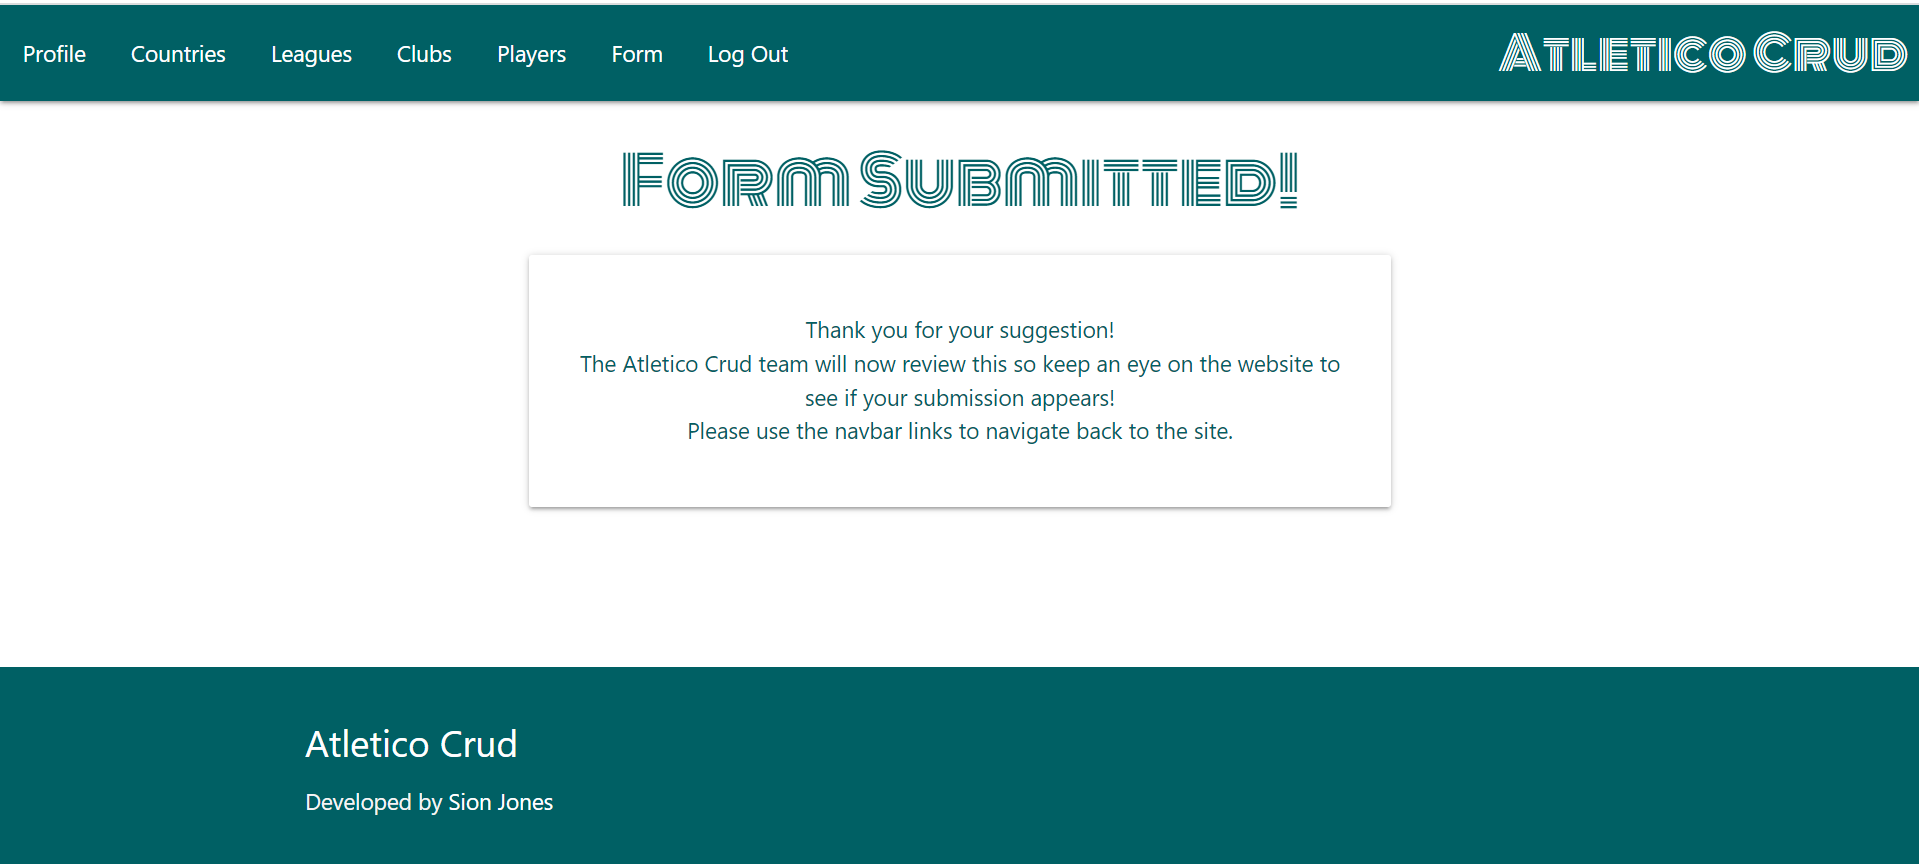 Profile Countries Leagues Clubs Players Form Log Out Atletico Crud
Form Submitted!
Thank you for your suggestion!
The Atletico Crud team will now review this so keep an eye on the website to
see if your submission appears!
Please use the navbar links to navigate back to the site.
Atletico Crud
Developed by Sion Jones